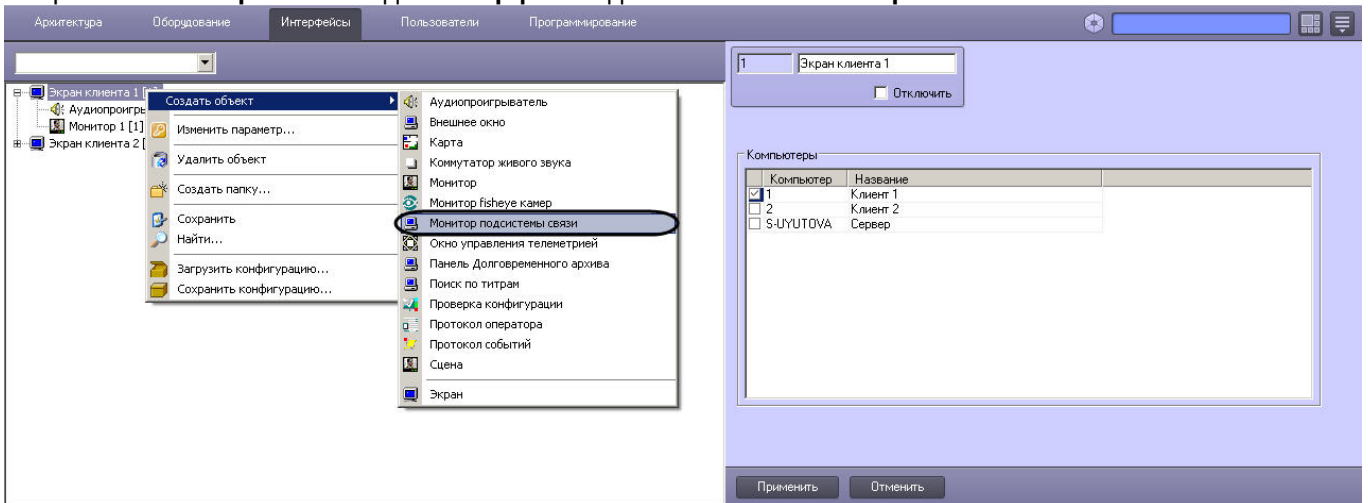 Архитектура Оборудование Интерфейсы Пользователи Программирование
1 Экран клиента 1
Отключить
Экран клиента 1
Аудиопроигр
Монитор 1 [1]
Экран клиента 2 [
Создать объект
Изменить параметр...
Удалить объект
Создать папку...
Сохранить
Найти...
Загрузить конфигурацию...
Сохранить конфигурацию...
Аудиопроигрыватель
Внешнее окно
Карта
Коммутатор живого звука
Монитор
Монитор fisheye камер
Монитор подсистемы связи
Окно управления телеметрией
Панель Долговременного архива
Поиск по титрам
Проверка конфигурации
Протокол оператора
Протокол событий
Сцена
Экран
Компьютеры
Компьютер Название
1 Клиент 1
2 Клиент 2
S-UYUTOVA Сервер
Применить Отменить